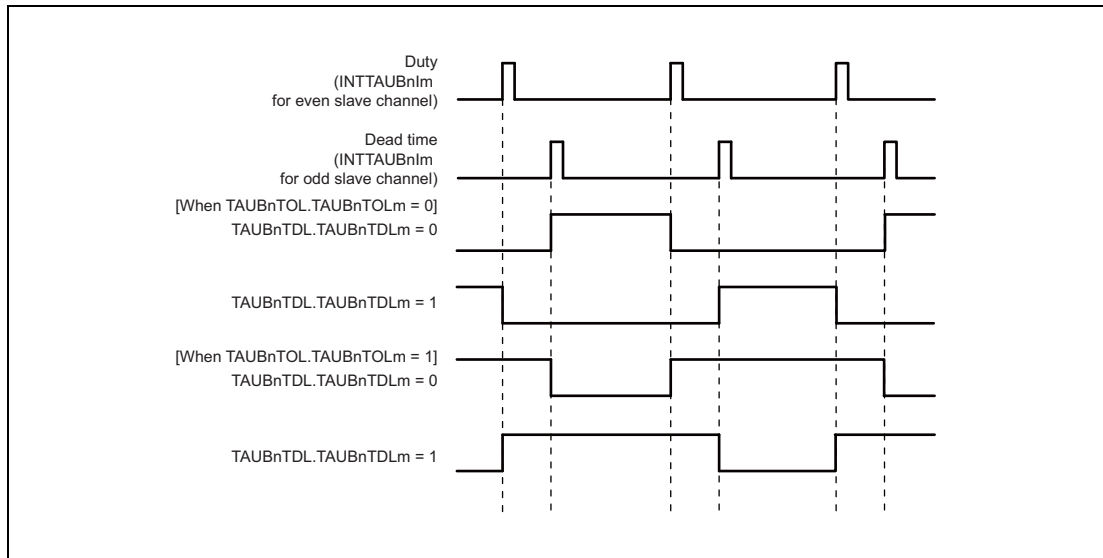 Duty
(INTTAUBnIm
for even slave channel)
Dead time
(INTTAUBnIm
for odd slave channel)
[When TAUBnTOL.TAUBnTOLm = 0]
TAUBnTDL.TAUBnTDLm = 0
TAUBnTDL.TAUBnTDLm = 1
[When TAUBnTOL.TAUBnTOLm = 1]
TAUBnTDL.TAUBnTDLm = 0
TAUBnTDL.TAUBnTDLm = 1